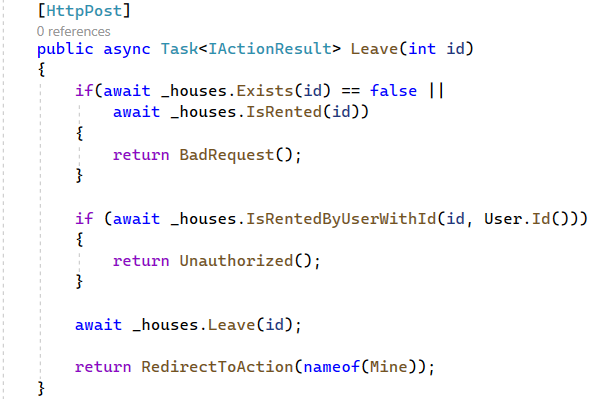 [HttpPost]
0 references
public async Task<IActionResult> Leave(int id)
{
    if(await _houses.Exists(id) == false ||
        await _houses.IsRented(id))
    {
        return BadRequest();
    }
    if (await _houses.IsRentedByUserWithId(id, User.Id()))
    {
        return Unauthorized();
    }
    await _houses.Leave(id);
    return RedirectToAction(nameof(Mine));
}